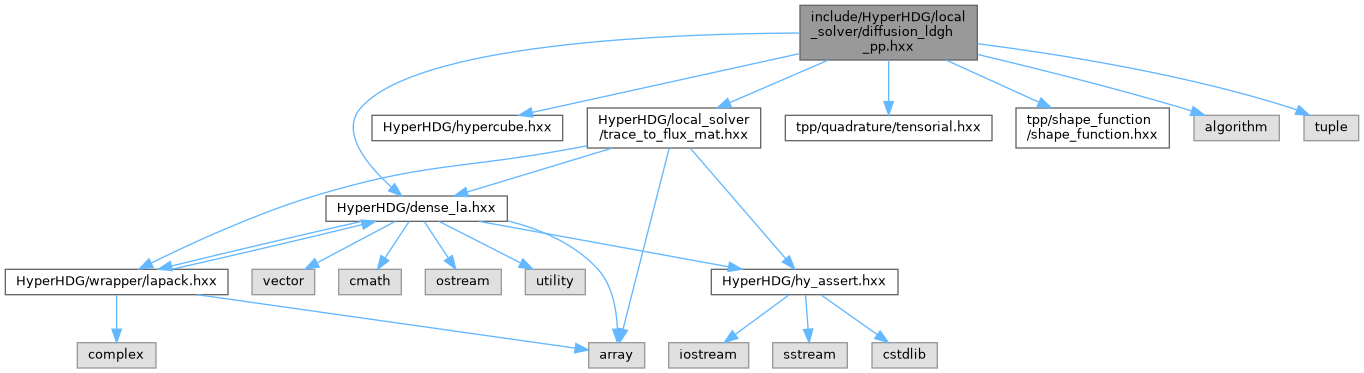 include/HyperHDG/local
_solver/diffusion_ldgh
_pp.hxx
HyperHDG/hypercube.hxx
HyperHDG/local_solver
/trace_to_flux_mat.hxx
tpp/quadrature/tensorial.hxx
tpp/shape_function
/shape_function.hxx
algorithm
tuple
HyperHDG/dense_la.hxx
HyperHDG/wrapper/lapack.hxx
vector
cmath
ostream
utility
HyperHDG/hy_assert.hxx
complex
array
iostream
sstream
cstdlib